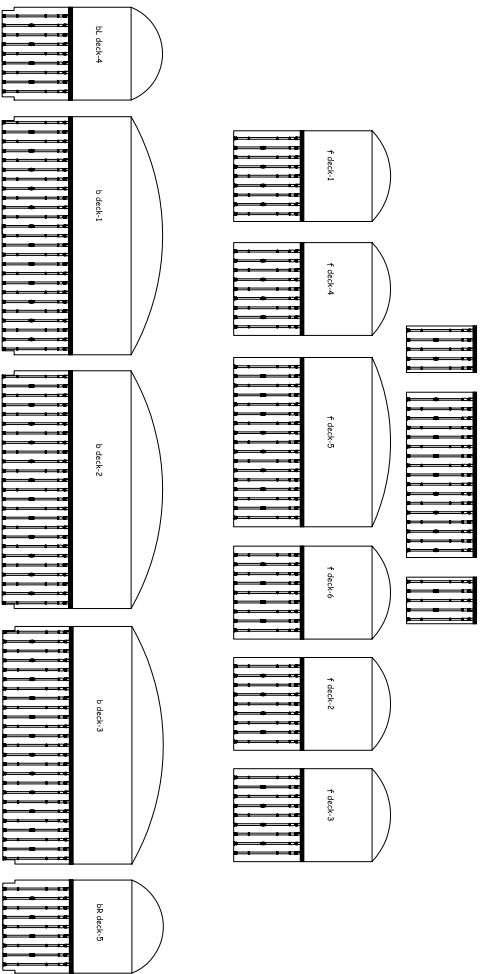 bL deck-4
b deck-1
b deck-2
b deck-3
bR deck-5
f deck-1
f deck-4
f deck-5
f deck-6
f deck-2
f deck-3